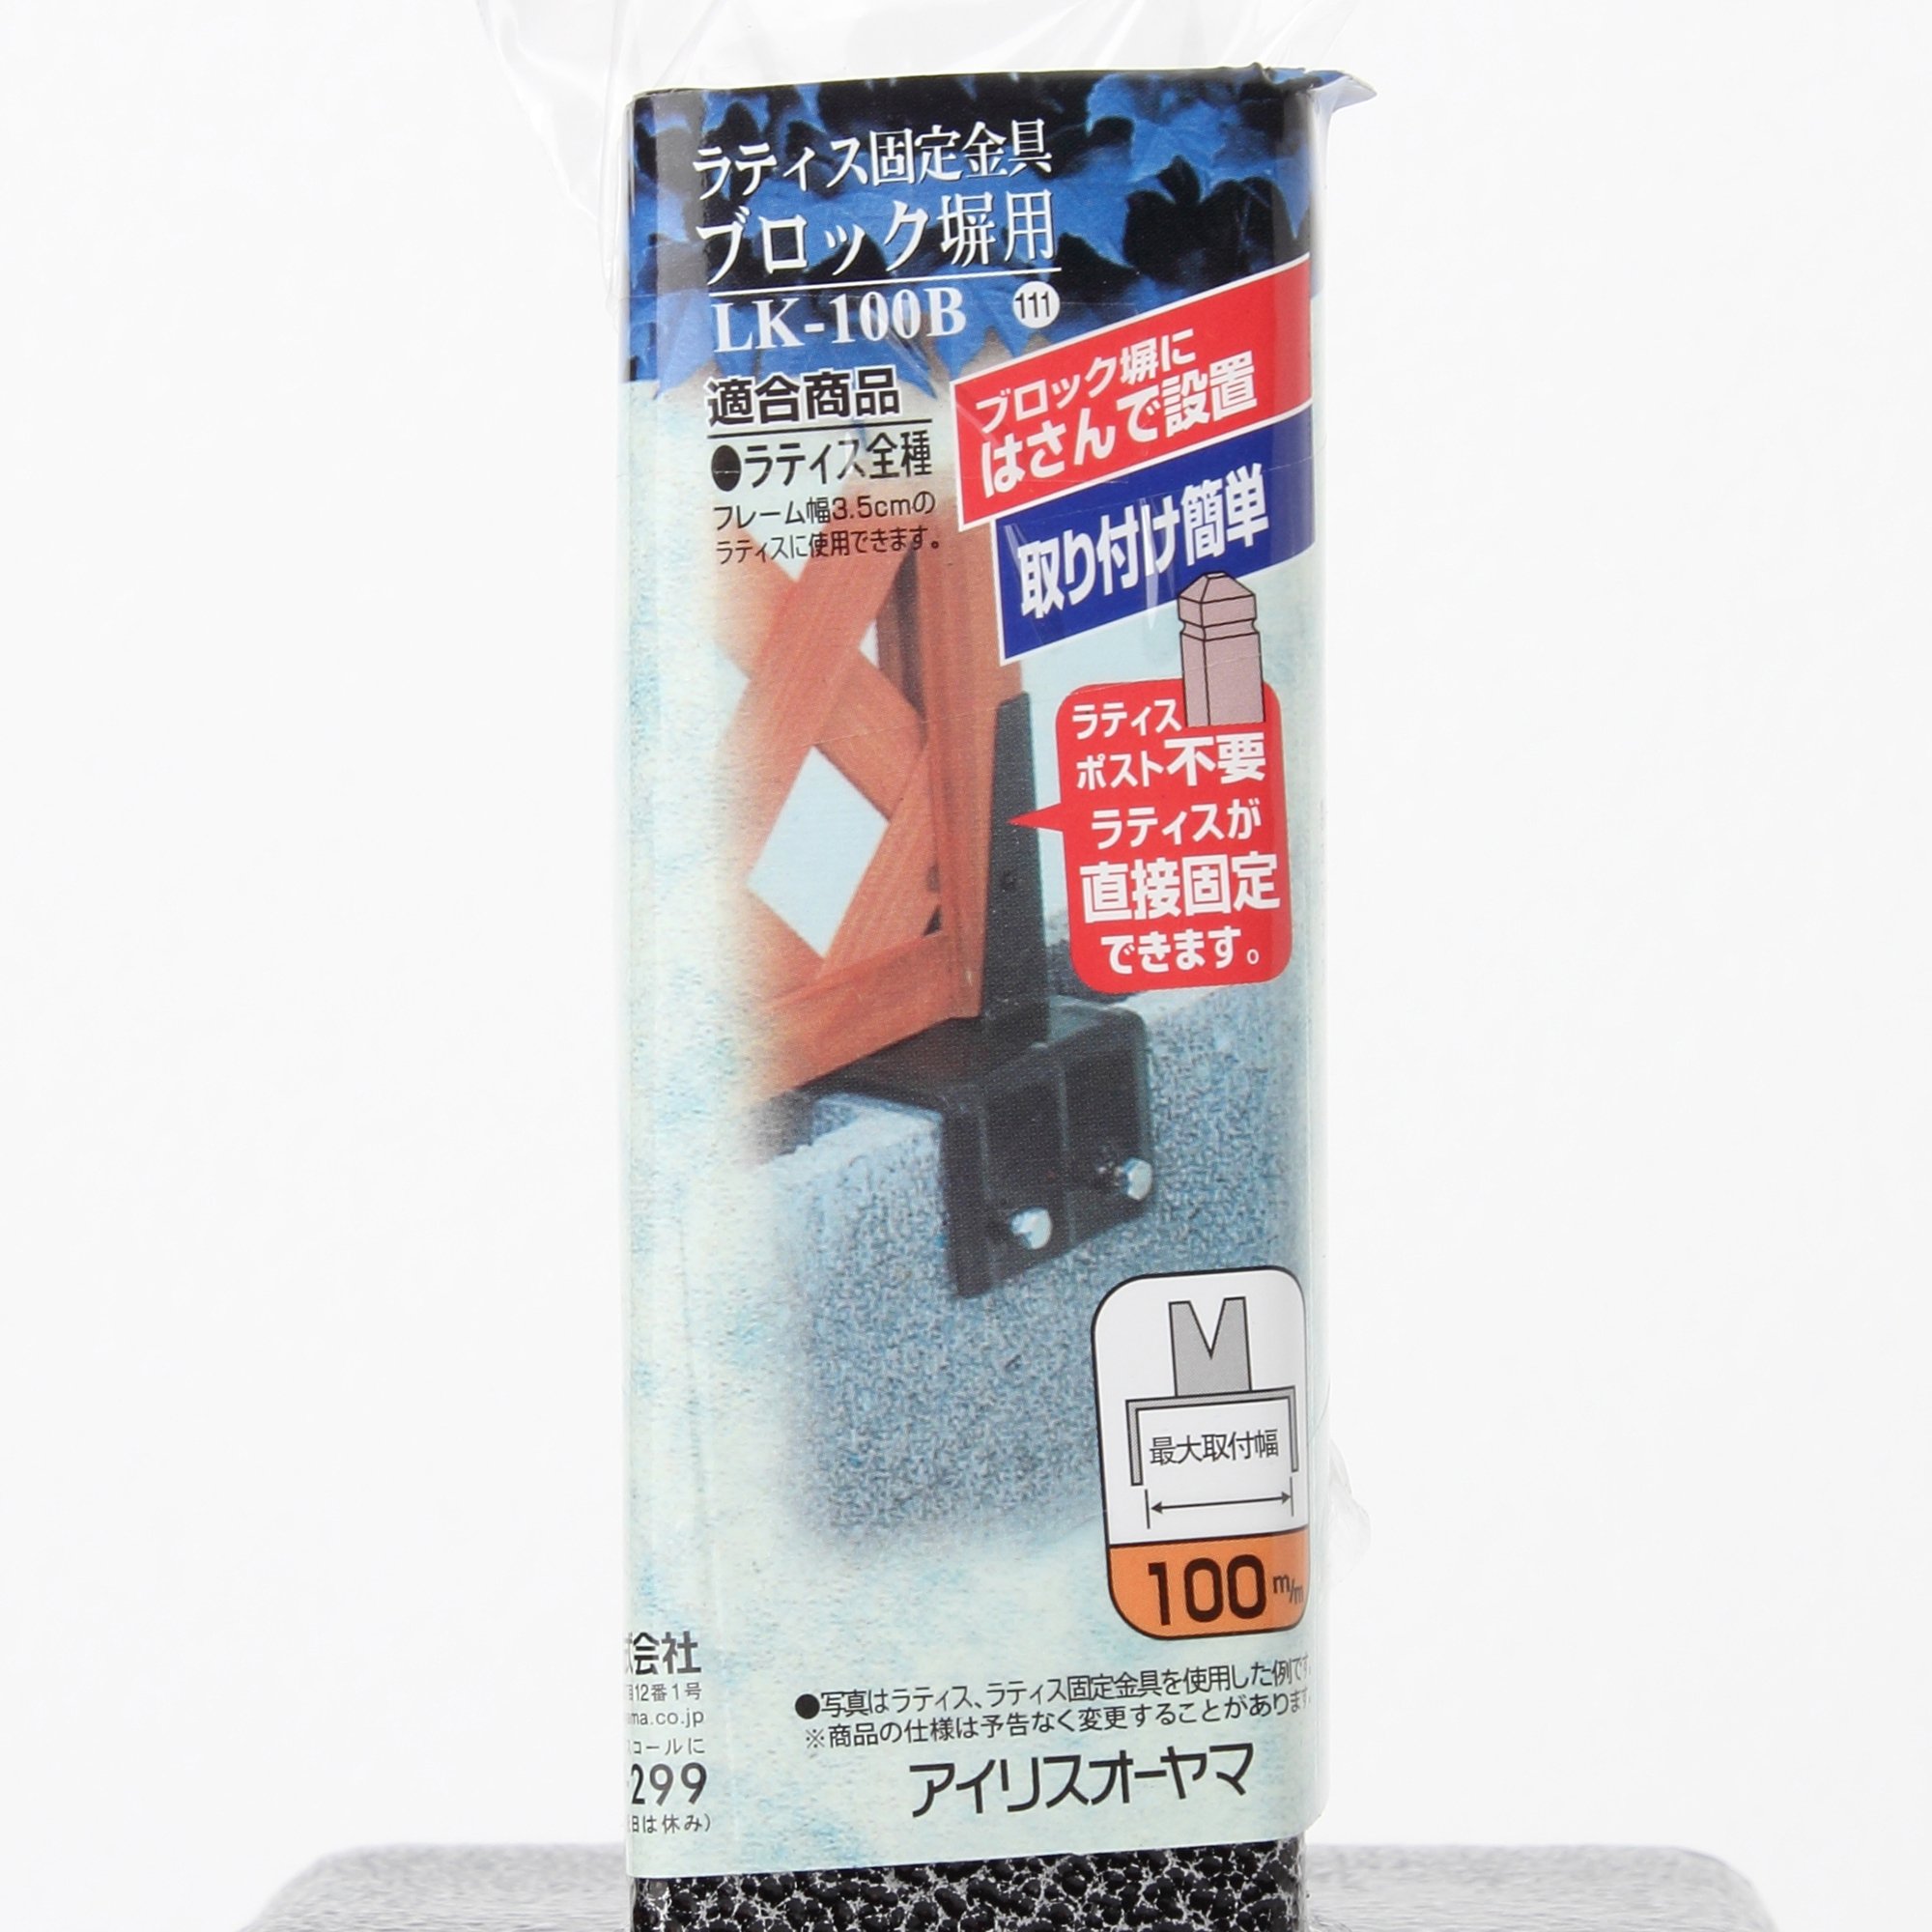 ラティス固定金具
ブロック塀用
LK-100B 111
適合商品
●ラティス全種
フレーム幅3.5cmの
ラティスに使用できます。
ブロック塀に
はさんで設置
取り付け簡単
ラティス
ポスト不要
ラティスが
直接固定
できます。
最大取付幅
100m/m
会社
12番1号
ma.co.jp
コールに
299
日は休み)
●写真はラティス、ラティス固定金具を使用した例です
※商品の仕様は予告なく変更することがあります
アイリスオーヤマ